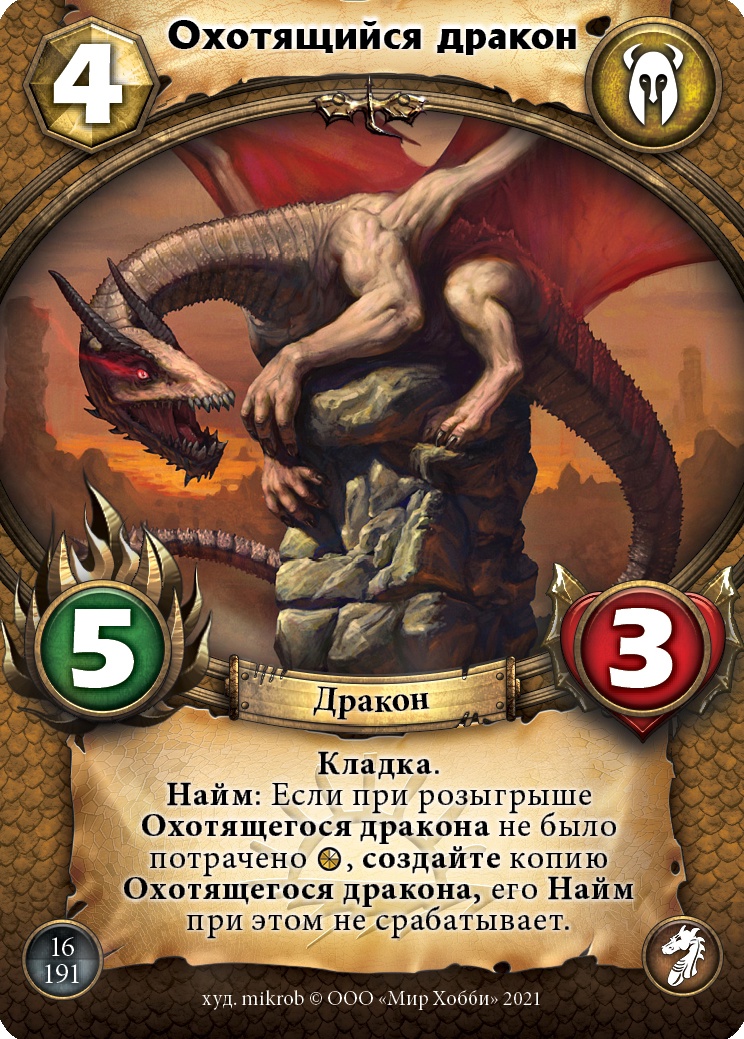 Охотящийся дракон
4
5
3
Дракон
Кладка.
Найм: Если при розыгрыше
Охотящегося дракона не было
потрачено , создайте копию
Охотящегося дракона, его Найм
при этом не срабатывает.
16
191
худ. mikrob © ООО «Мир Хобби» 2021